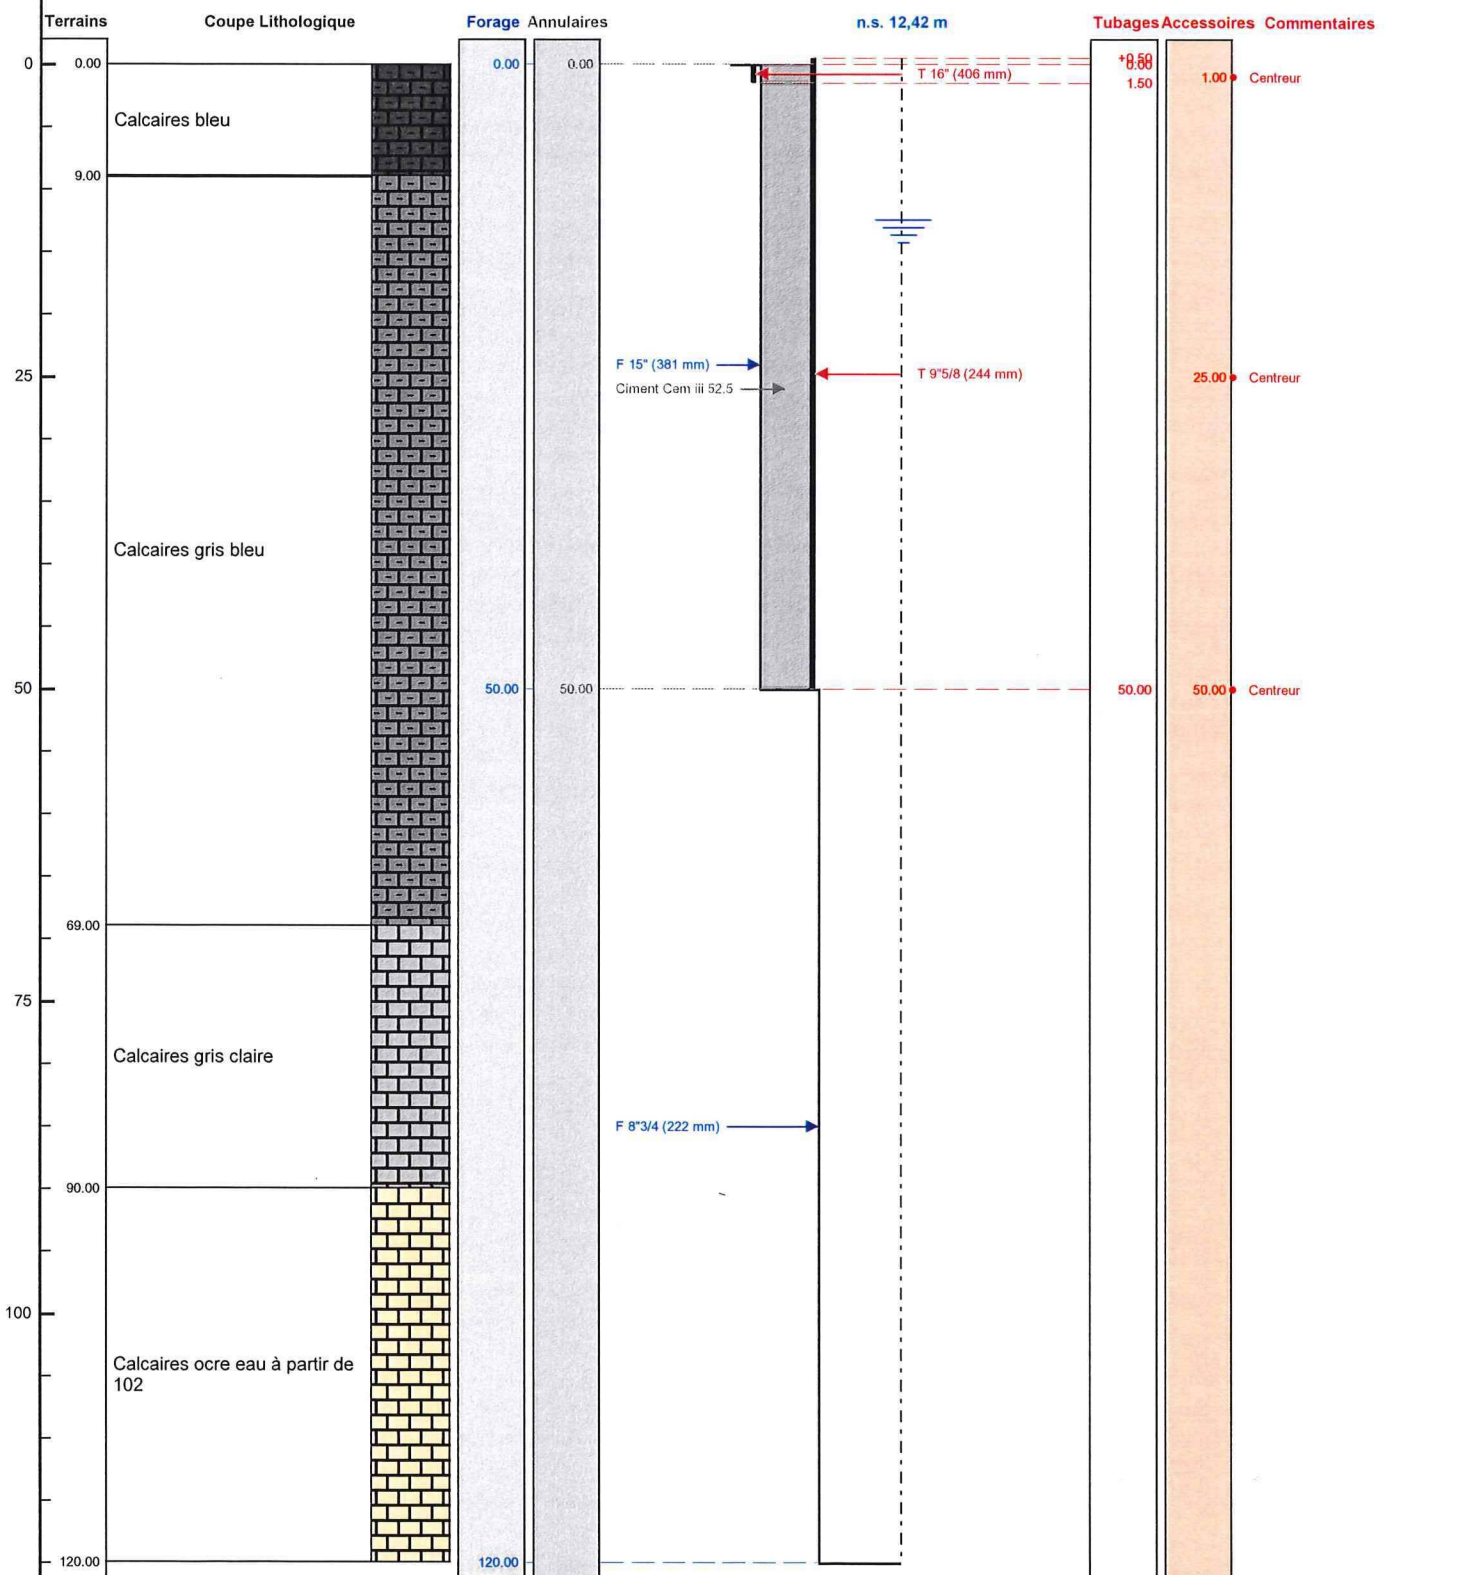 Terrains Coupe Lithologique Forage Annulaires n.s. 12,42 m Tubages Accessoires Commentaires
+0.50
0 0.00 0.00 0.00 0.00
T 16" (406 mm) 1.00 Centreur
1.50
Calcaires bleu
9.00
F 15" (381 mm)
25 T 9"5/8 (244 mm) 25.00 Centreur
Ciment Cem iii 52.5
Calcaires gris bleu
50 50.00 50.00 50.00 50.00 Centreur
69.00
75
Calcaires gris claire
F 8"3/4 (222 mm)
90.00
100
Calcaires ocre eau à partir de
102
120.00 120.00